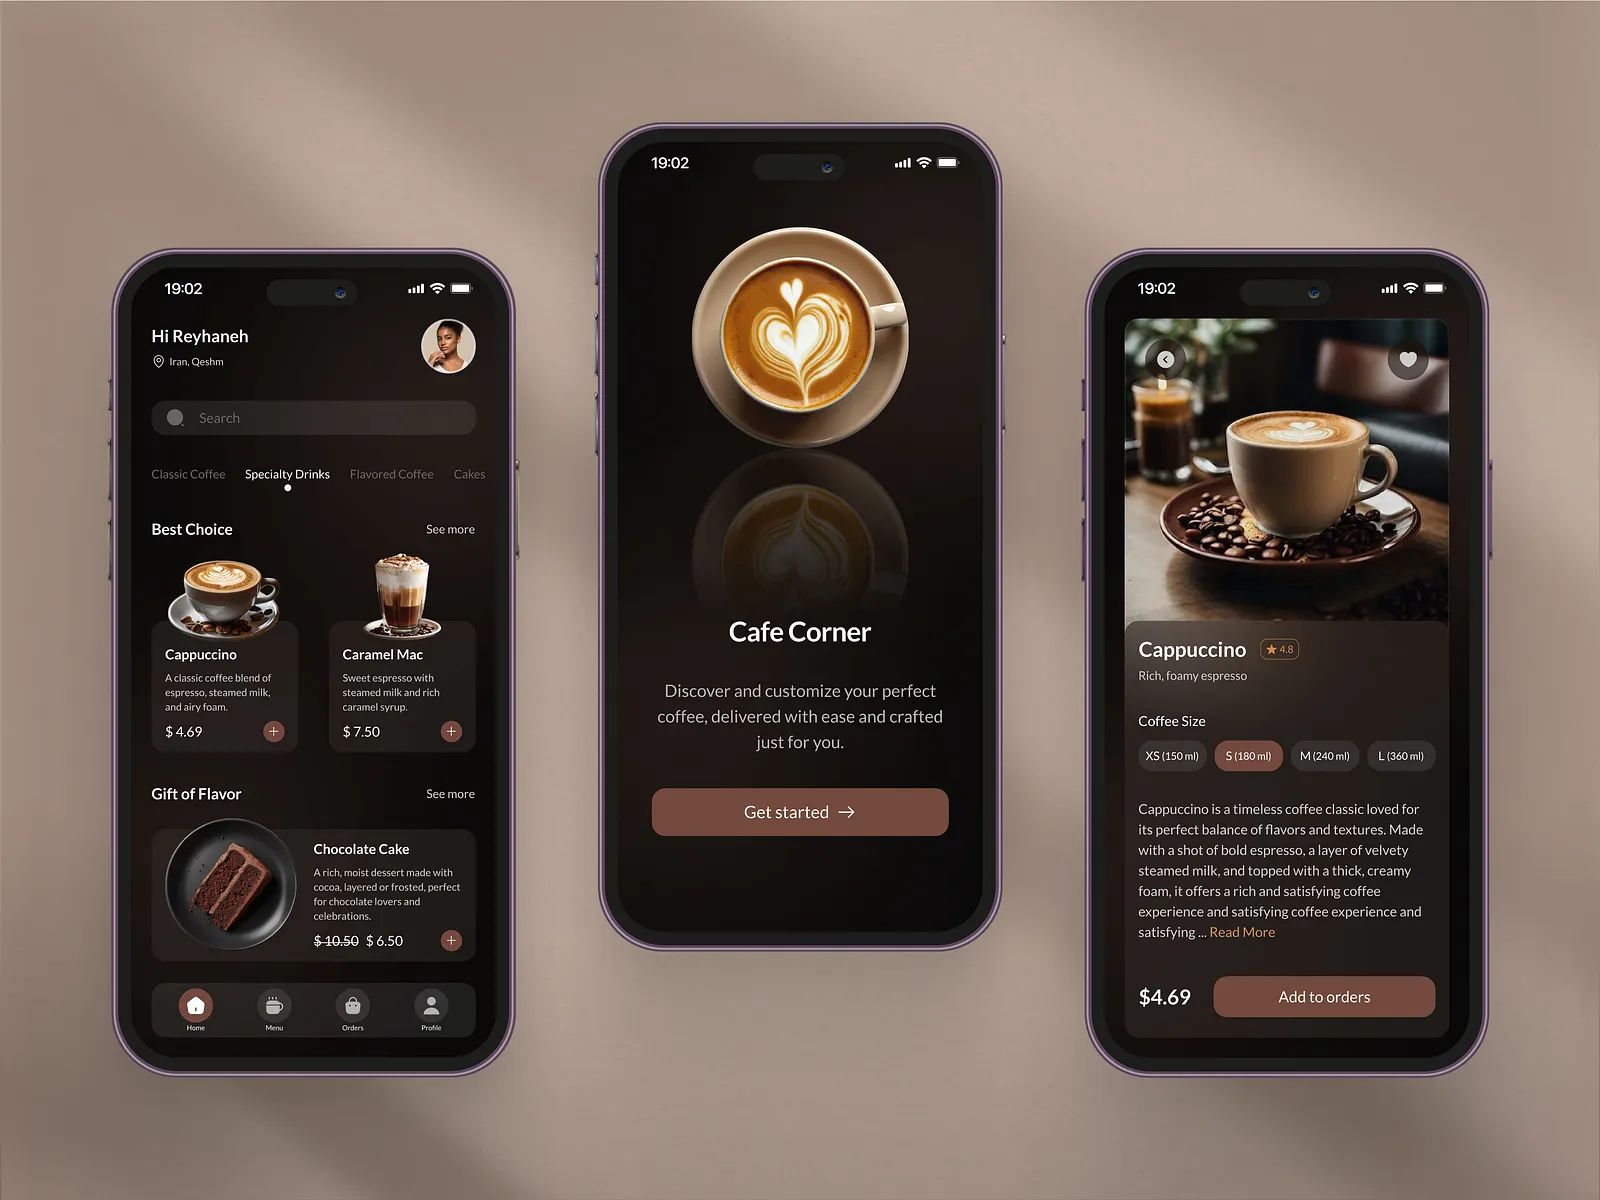 19:02
Hi Reyhaneh
Iran, Qeshm
Search
Classic Coffee Specialty Drinks Flavored Coffee Cakes
Best Choice See more
Cappuccino
A classic coffee blend of
espresso, steamed milk,
and airy foam.
$ 4.69
Caramel Mac
Sweet espresso with
steamed milk and rich
caramel syrup.
$ 7.50
Gift of Flavor See more
Chocolate Cake
A rich, moist dessert made with
cocoa, layered or frosted, perfect
for chocolate lovers and
celebrations.
$ 10.50 $ 6.50
Home Menu Orders Profile
19:02
Cafe Corner
Discover and customize your perfect
coffee, delivered with ease and crafted
just for you.
Get started →
19:02
Cappuccino ★ 4.8
Rich, foamy espresso
Coffee Size
XS (150 ml) S (180 ml) M (240 ml) L (360 ml)
Cappuccino is a timeless coffee classic loved for
its perfect balance of flavors and textures. Made
with a shot of bold espresso, a layer of velvety
steamed milk, and topped with a thick, creamy
foam, it offers a rich and satisfying coffee
experience and satisfying coffee experience and
satisfying ... Read More
$4.69 Add to orders